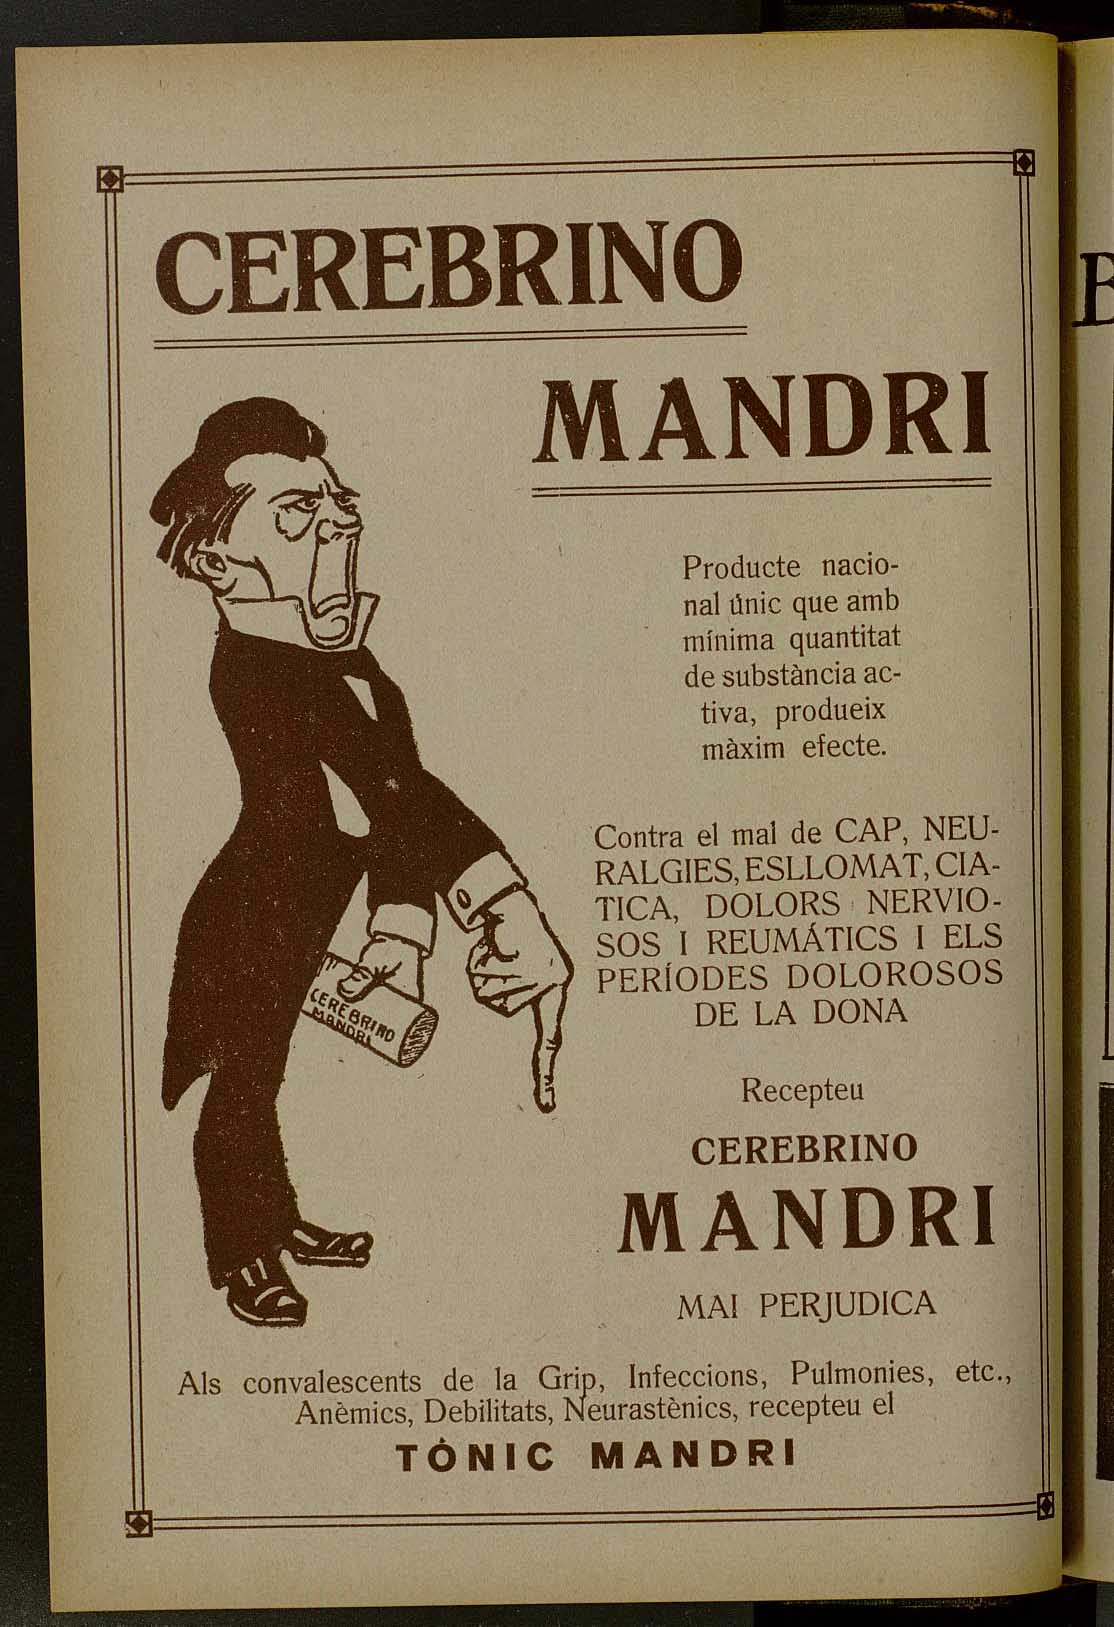 CEREBRINO
MANDRI
Producte nacio-
nal únic que amb
mínima quantitat
de substància ac-
tiva, produeix
màxim efecte.
Contra el mal de CAP, NEU-
RALGIES, ESLLOMAT, CIA-
TICA, DOLORS NERVIO-
SOS I REUMÁTICS I ELS
PERÍODES DOLOROSOS
DE LA DONA
CEREBRINO
MANDRI
Recepteu
CEREBRINO
MANDRI
MAI PERJUDICA
Als convalescents de la Grip, Infeccions, Pulmonies, etc.,
Anèmics, Debilitats, Neurastènics, recepteu el
TÒNIC MANDRI